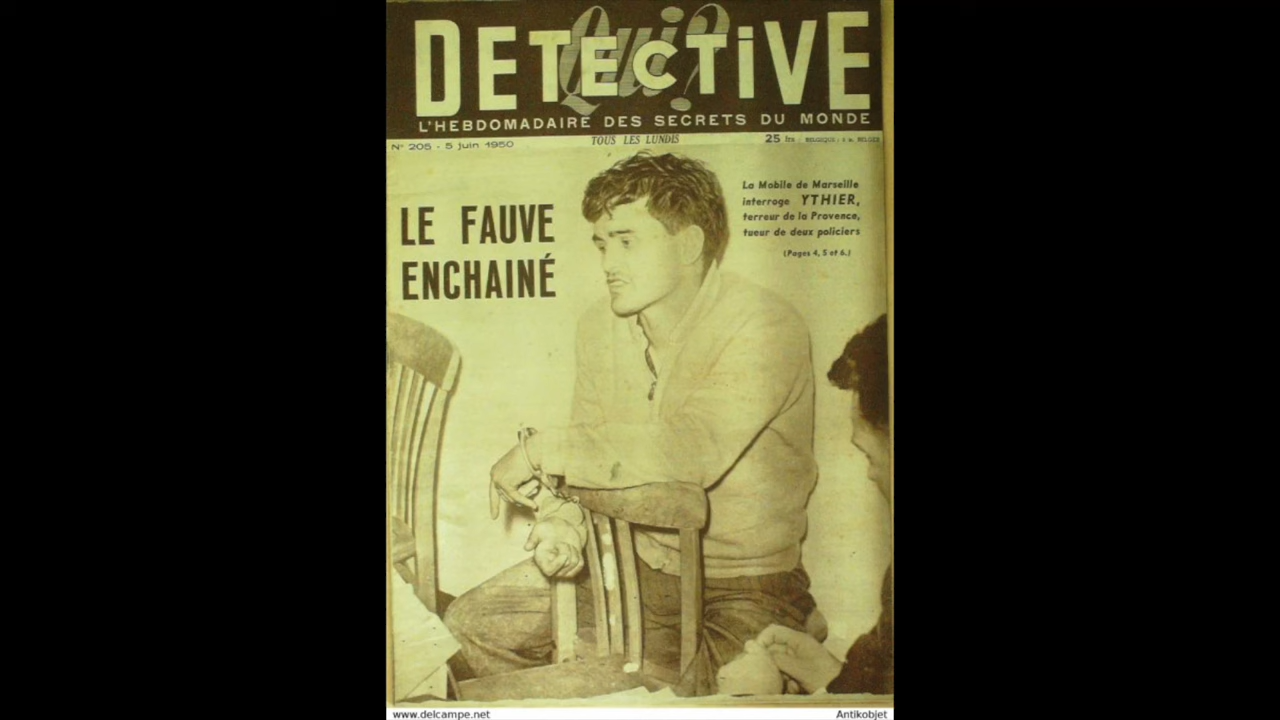 Qui?
DETECTiVE
L'HEBDOMADAIRE DES SECRETS DU MONDE
N° 205 - 5 juin 1950
TOUS LES LUNDIS
25 frs : BELGIQUE :
LE FAUVE
ENCHAINÉ
La Mobile de Marseille
interroge YTHIER,
terreur de la Provence,
tueur de deux policiers
(Pages 4, 5 et 6.)
www.delcampe.net
Antikobjet